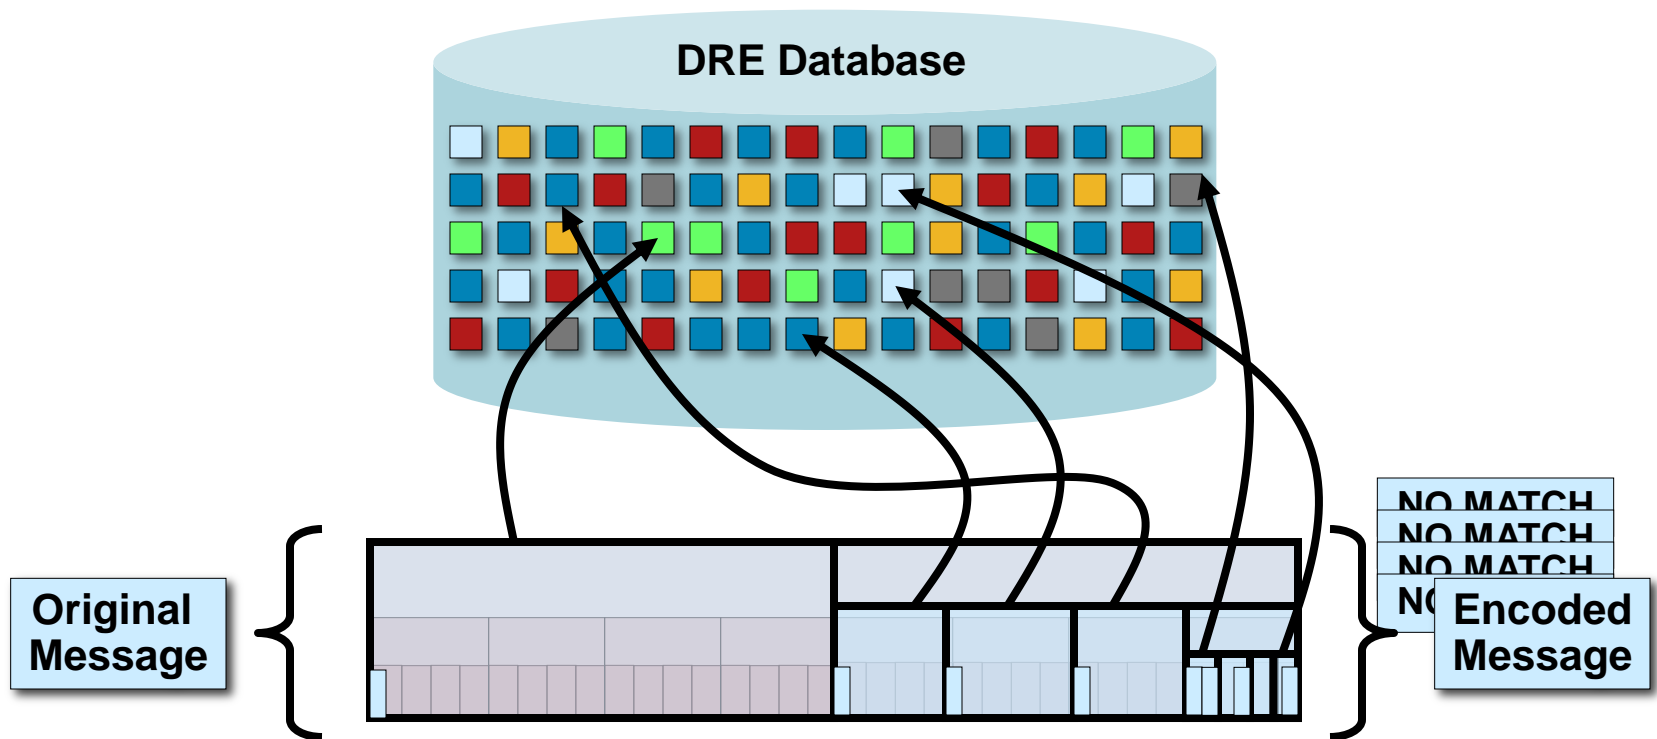 DRE Database
NO MATCH
NO MATCH
NO MATCH
Original
Message
Encoded
Message